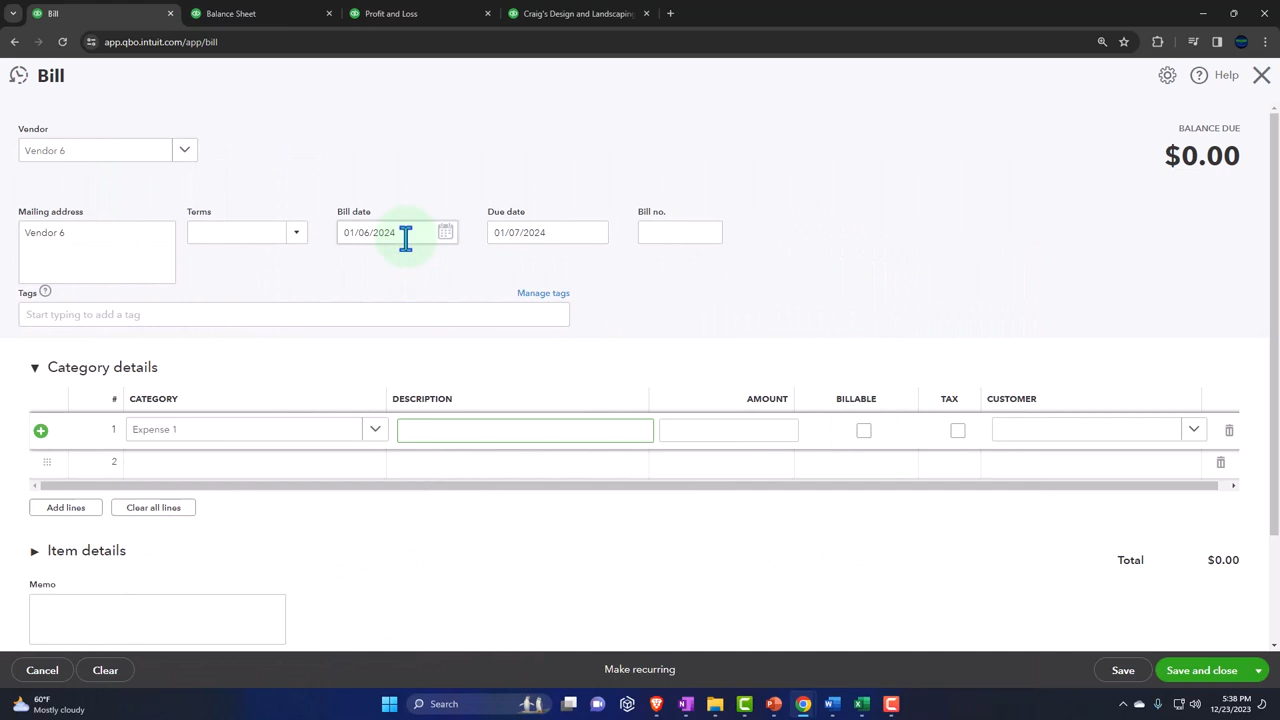 Bill
Balance Sheet
Profit and Loss
Craig's Design and Landscaping
app.qbo.intuit.com/app/bill
Bill
Help
Vendor
BALANCE DUE
Vendor 6
$0.00
Mailing address
Terms
Bill date
Due date
Bill no.
Vendor 6
01/06/2024
01/07/2024
Tags
Manage tags
Start typing to add a tag
Category details
# CATEGORY DESCRIPTION AMOUNT BILLABLE TAX CUSTOMER
1 Expense 1
2
Add lines
Clear all lines
Item details
Total $0.00
Memo
Cancel
Clear
Make recurring
Save
Save and close
60°F
Mostly cloudy
Search
5:38 PM
12/23/2023